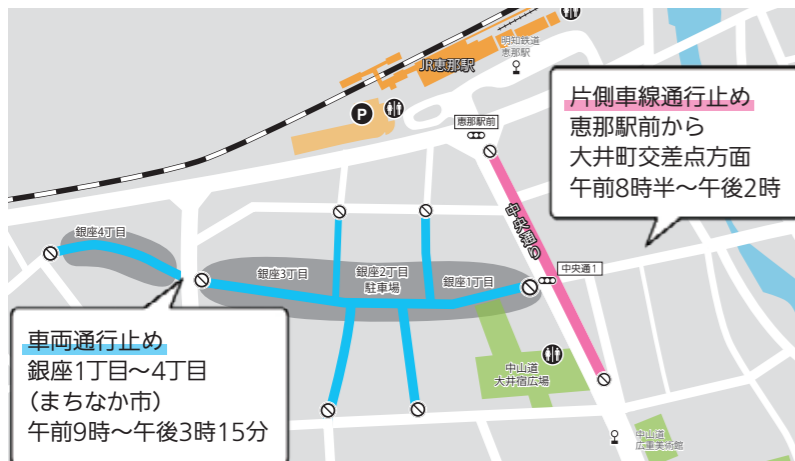 明知鉄道
恵那駅
JR恵那駅
P
恵那駅前
片側車線通行止め
恵那駅前から
大井町交差点方面
午前8時半～午後2時
中央通り
銀座4丁目
銀座3丁目
銀座2丁目
駐車場
銀座1丁目
中央通1
車両通行止め
銀座1丁目～4丁目
(まちなか市)
午前9時～午後3時15分
中山道
大井宿広場
中山道
広重美術館